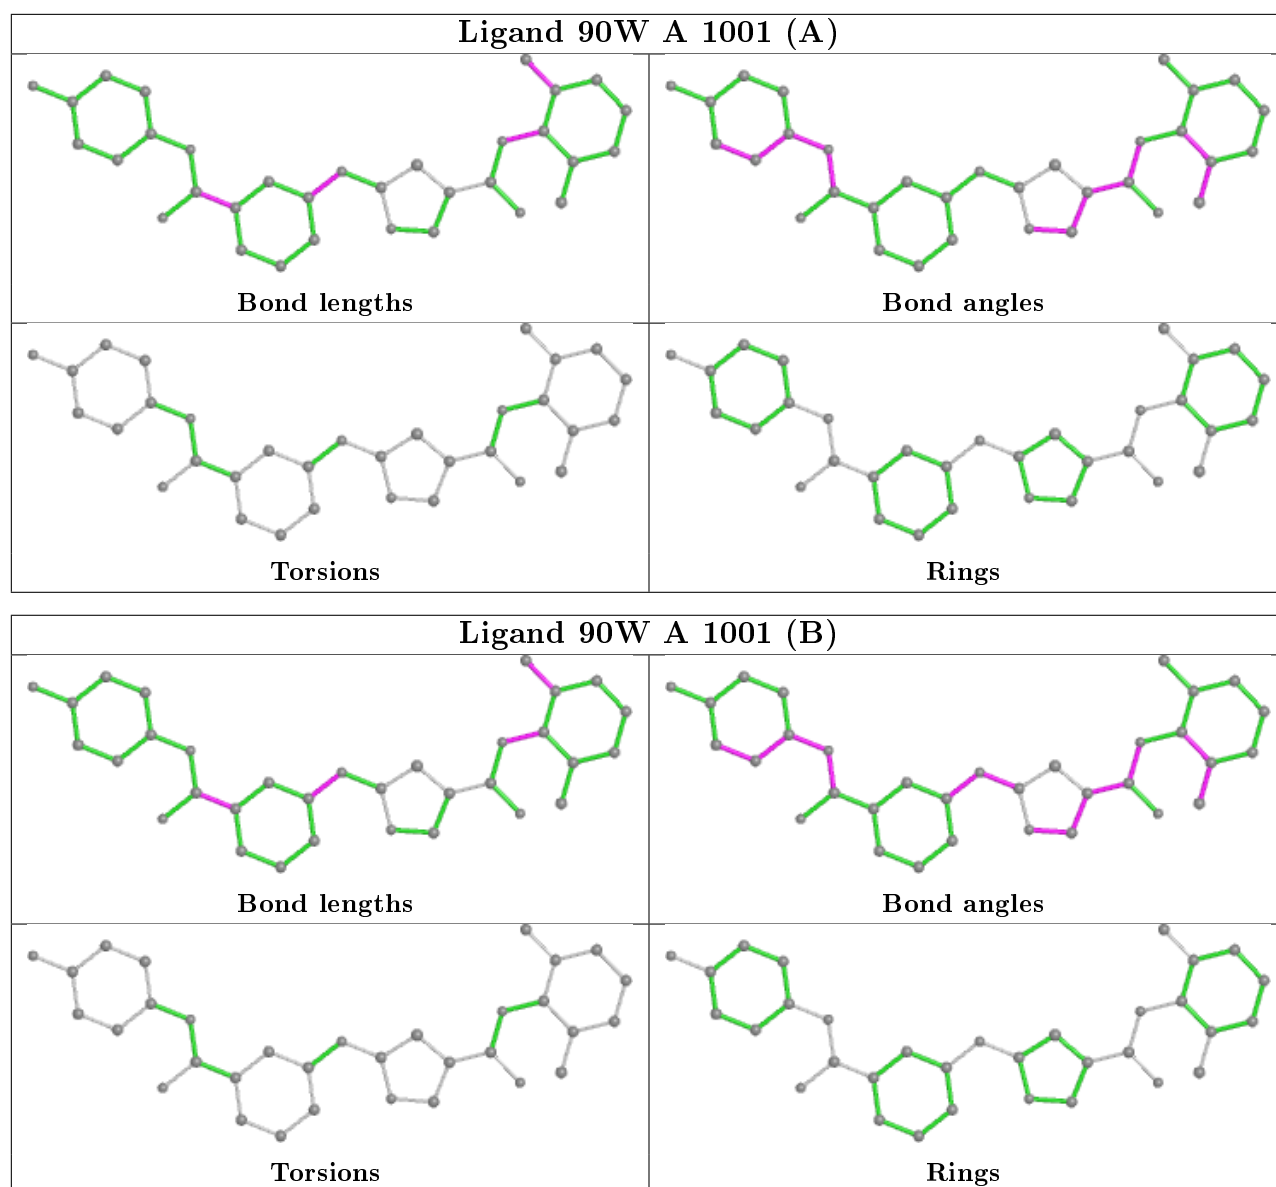 Ligand 90W A 1001 (A)
Bond lengths
Bond angles
Torsions
Rings
Ligand 90W A 1001 (B)
Bond lengths
Bond angles
Torsions
Rings